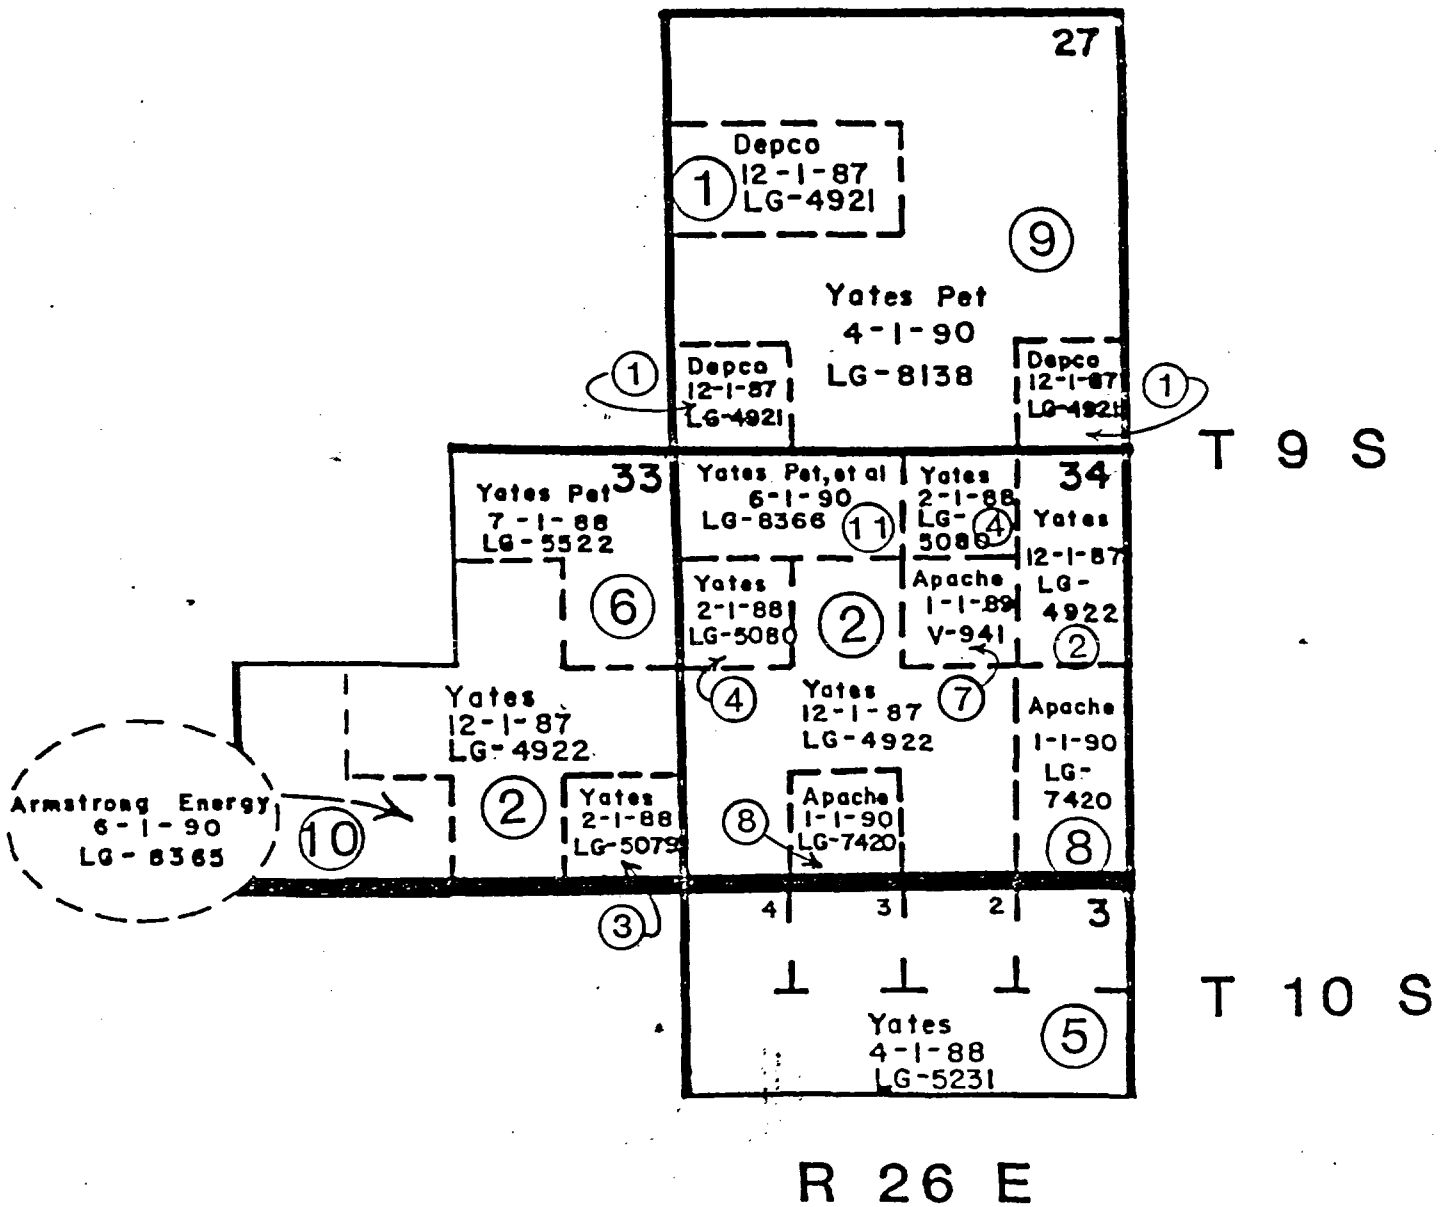 27
Depco
12-1-87
LG-4921
1
9
Yates Pet
4-1-90
LG-8138
1
Depco
12-1-87
LG-4921
Depco
12-1-87
LG-4921
1
T 9 S
33
Yates Pet
7-1-88
LG-5522
6
Yates Pet, et al
6-1-90
LG-8366
11
Yates
2-1-88
LG-
5080
4
34
Yates
12-1-87
LG-
4922
2
Yates
2-1-88
LG-5080
4
2
Apache
1-1-89
V-941
7
Yates
12-1-87
LG-4922
2
Yates
12-1-87
LG-4922
Apache
1-1-90
LG-
7420
8
Armstrong Energy
6-1-90
LG-8365
10
Yates
2-1-88
LG-5079
3
8
Apache
1-1-90
LG-7420
4
3
2
3
T 10 S
Yates
4-1-88
LG-5231
5
R 26 E